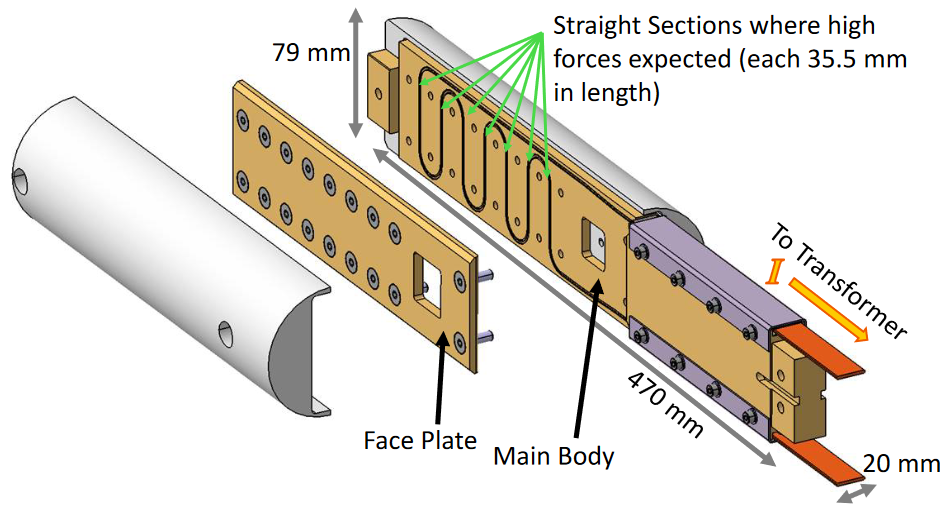 Straight Sections where high
forces expected (each 35.5 mm
in length)
79 mm
I To Transformer
470 mm
Face Plate
Main Body
20 mm